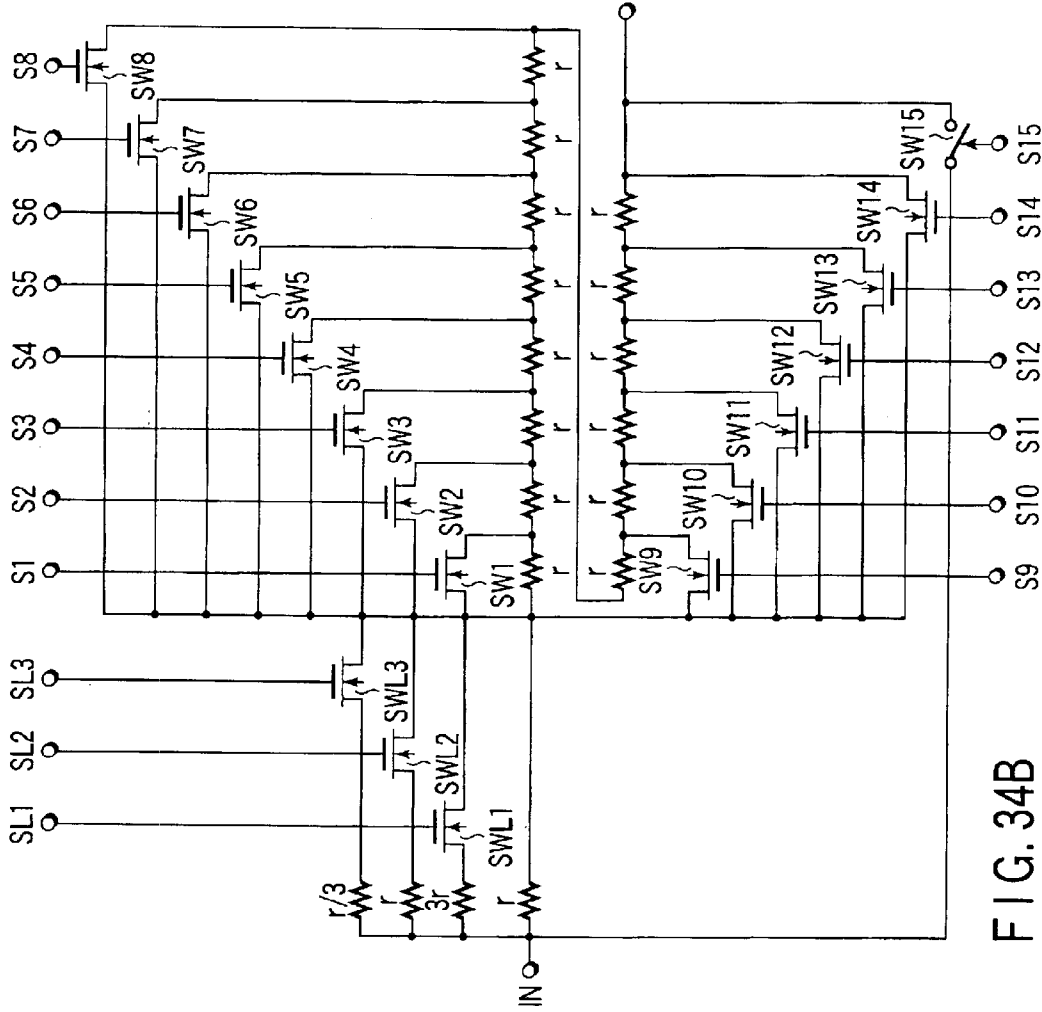 SL1
SL2
SL3
S1
S2
S3
S4
S5
S6
S7
S8
SW8
SW7
SW6
SW5
SW4
SW3
SW2
SW1
SWL3
SWL2
SWL1
r/3
r
3r
r
IN
r
r
r
r
r
r
r
r
r
r
r
r
r
r
SW9
SW10
SW11
SW12
SW13
SW14
SW15
S9
S10
S11
S12
S13
S14
S15
FIG. 34B